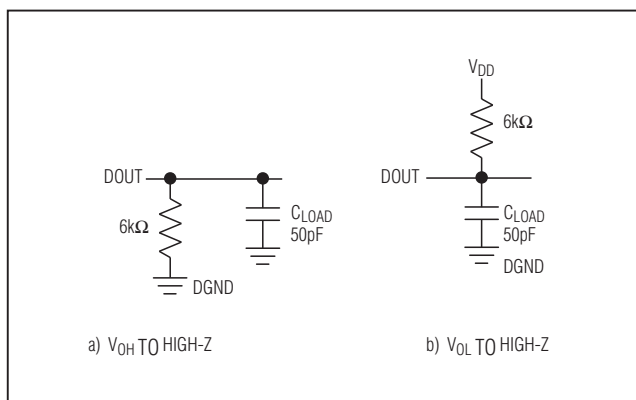 DOUT
6kΩ
CLOAD
50pF
DGND
a) VOH TO HIGH-Z
VDD
6kΩ
DOUT
CLOAD
50pF
DGND
b) VOL TO HIGH-Z